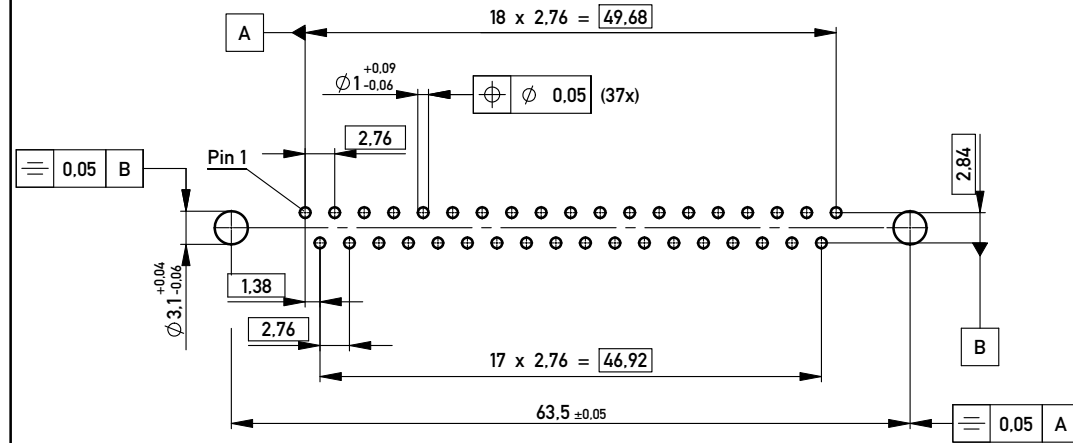 18 x 2,76 = 49,68
A
+0,09
⌀1 -0,06
⌖ ⌀ 0,05 (37x)
2,76
2,84
Pin 1
⌯ 0,05 B
+0,04
⌀3,1 -0,06
1,38
2,76
B
17 x 2,76 = 46,92
63,5 ±0,05
⌯ 0,05 A